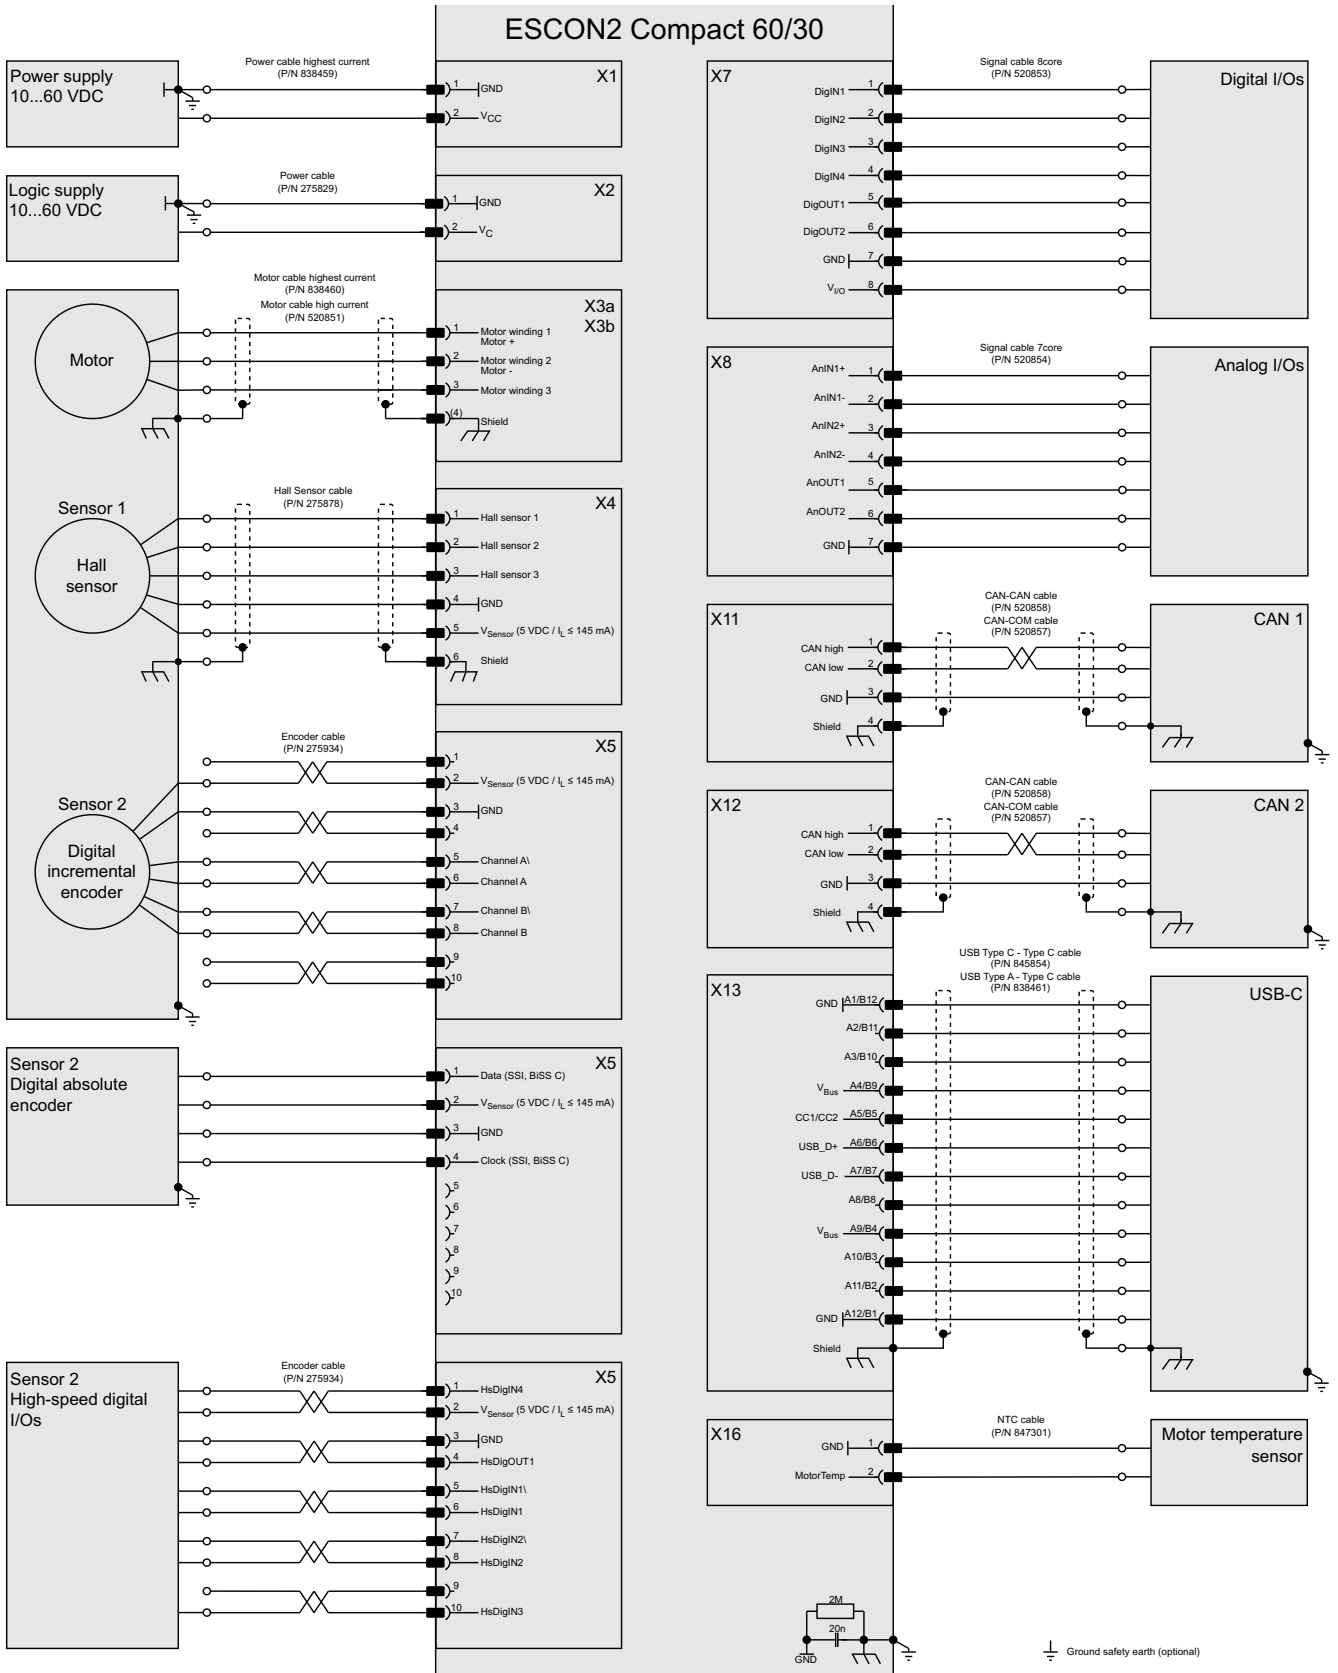 ESCON2 Compact 60/30
Power supply
10...60 VDC
Power cable highest current
(P/N 838459)
X1
1
GND
2
VCC
Logic supply
10...60 VDC
Power cable
(P/N 275829)
X2
1
GND
2
VC
Motor
Motor cable highest current
(P/N 838460)
Motor cable high current
(P/N 520851)
X3a
X3b
1
Motor winding 1
Motor +
2
Motor winding 2
Motor -
3
Motor winding 3
(4)
Shield
Sensor 1
Hall
sensor
Hall Sensor cable
(P/N 275878)
X4
1
Hall sensor 1
2
Hall sensor 2
3
Hall sensor 3
4
GND
5
VSensor (5 VDC / IL ≤ 145 mA)
6
Shield
Sensor 2
Digital
incremental
encoder
Encoder cable
(P/N 275934)
X5
1
2
VSensor (5 VDC / IL ≤ 145 mA)
3
GND
4
5
Channel A\
6
Channel A
7
Channel B\
8
Channel B
9
10
Sensor 2
Digital absolute
encoder
X5
1
Data (SSI, BiSS C)
2
VSensor (5 VDC / IL ≤ 145 mA)
3
GND
4
Clock (SSI, BiSS C)
5
6
7
8
9
10
Sensor 2
High-speed digital
I/Os
Encoder cable
(P/N 275934)
X5
1
HsDigIN4
2
VSensor (5 VDC / IL ≤ 145 mA)
3
GND
4
HsDigOUT1
5
HsDigIN1\
6
HsDigIN1
7
HsDigIN2\
8
HsDigIN2
9
10
HsDigIN3
X7
Signal cable 8core
(P/N 520853)
Digital I/Os
DigIN1
1
DigIN2
2
DigIN3
3
DigIN4
4
DigOUT1
5
DigOUT2
6
GND
7
VI/O
8
X8
Signal cable 7core
(P/N 520854)
Analog I/Os
AnIN1+
1
AnIN1-
2
AnIN2+
3
AnIN2-
4
AnOUT1
5
AnOUT2
6
GND
7
X11
CAN-CAN cable
(P/N 520858)
CAN-COM cable
(P/N 520857)
CAN 1
CAN high
1
CAN low
2
GND
3
Shield
4
X12
CAN-CAN cable
(P/N 520858)
CAN-COM cable
(P/N 520857)
CAN 2
CAN high
1
CAN low
2
GND
3
Shield
4
X13
USB Type C - Type C cable
(P/N 845854)
USB Type A - Type C cable
(P/N 838461)
USB-C
GND
A1/B12
A2/B11
A3/B10
VBus
A4/B9
CC1/CC2
A5/B5
USB_D+
A6/B6
USB_D-
A7/B7
A8/B8
VBus
A9/B4
A10/B3
A11/B2
GND
A12/B1
Shield
X16
NTC cable
(P/N 847301)
Motor temperature
sensor
GND
1
MotorTemp
2
2M
20n
GND
Ground safety earth (optional)